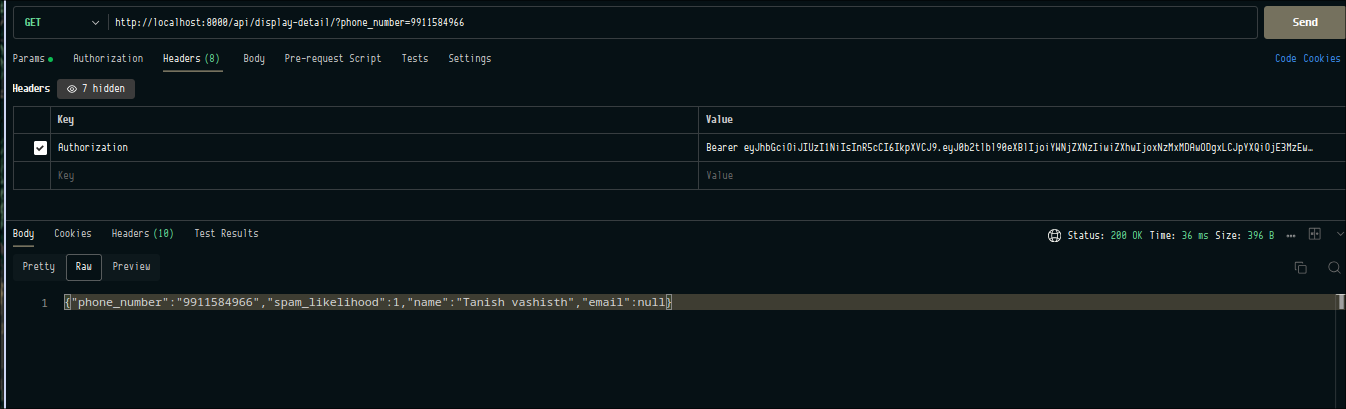 GET http://localhost:8000/api/display-detail/?phone_number=9911584966 Send
Params Authorization Headers (8) Body Pre-request Script Tests Settings Code Cookies
Headers 7 hidden
Key Value
Authorization Bearer eyJhbGciOiJIUzI1NiIsInR5cCI6IkpXVCJ9.eyJ0b2tlbl90eXBlIjoiYWNjZXNzIiwiZXhwIjoxNzMxMDAwODgxLCJpYXQiOjE3MzEw…
Key Value
Body Cookies Headers (10) Test Results Status: 200 OK Time: 36 ms Size: 396 B
Pretty Raw Preview
1 {"phone_number":"9911584966","spam_likelihood":1,"name":"Tanish vashisth","email":null}